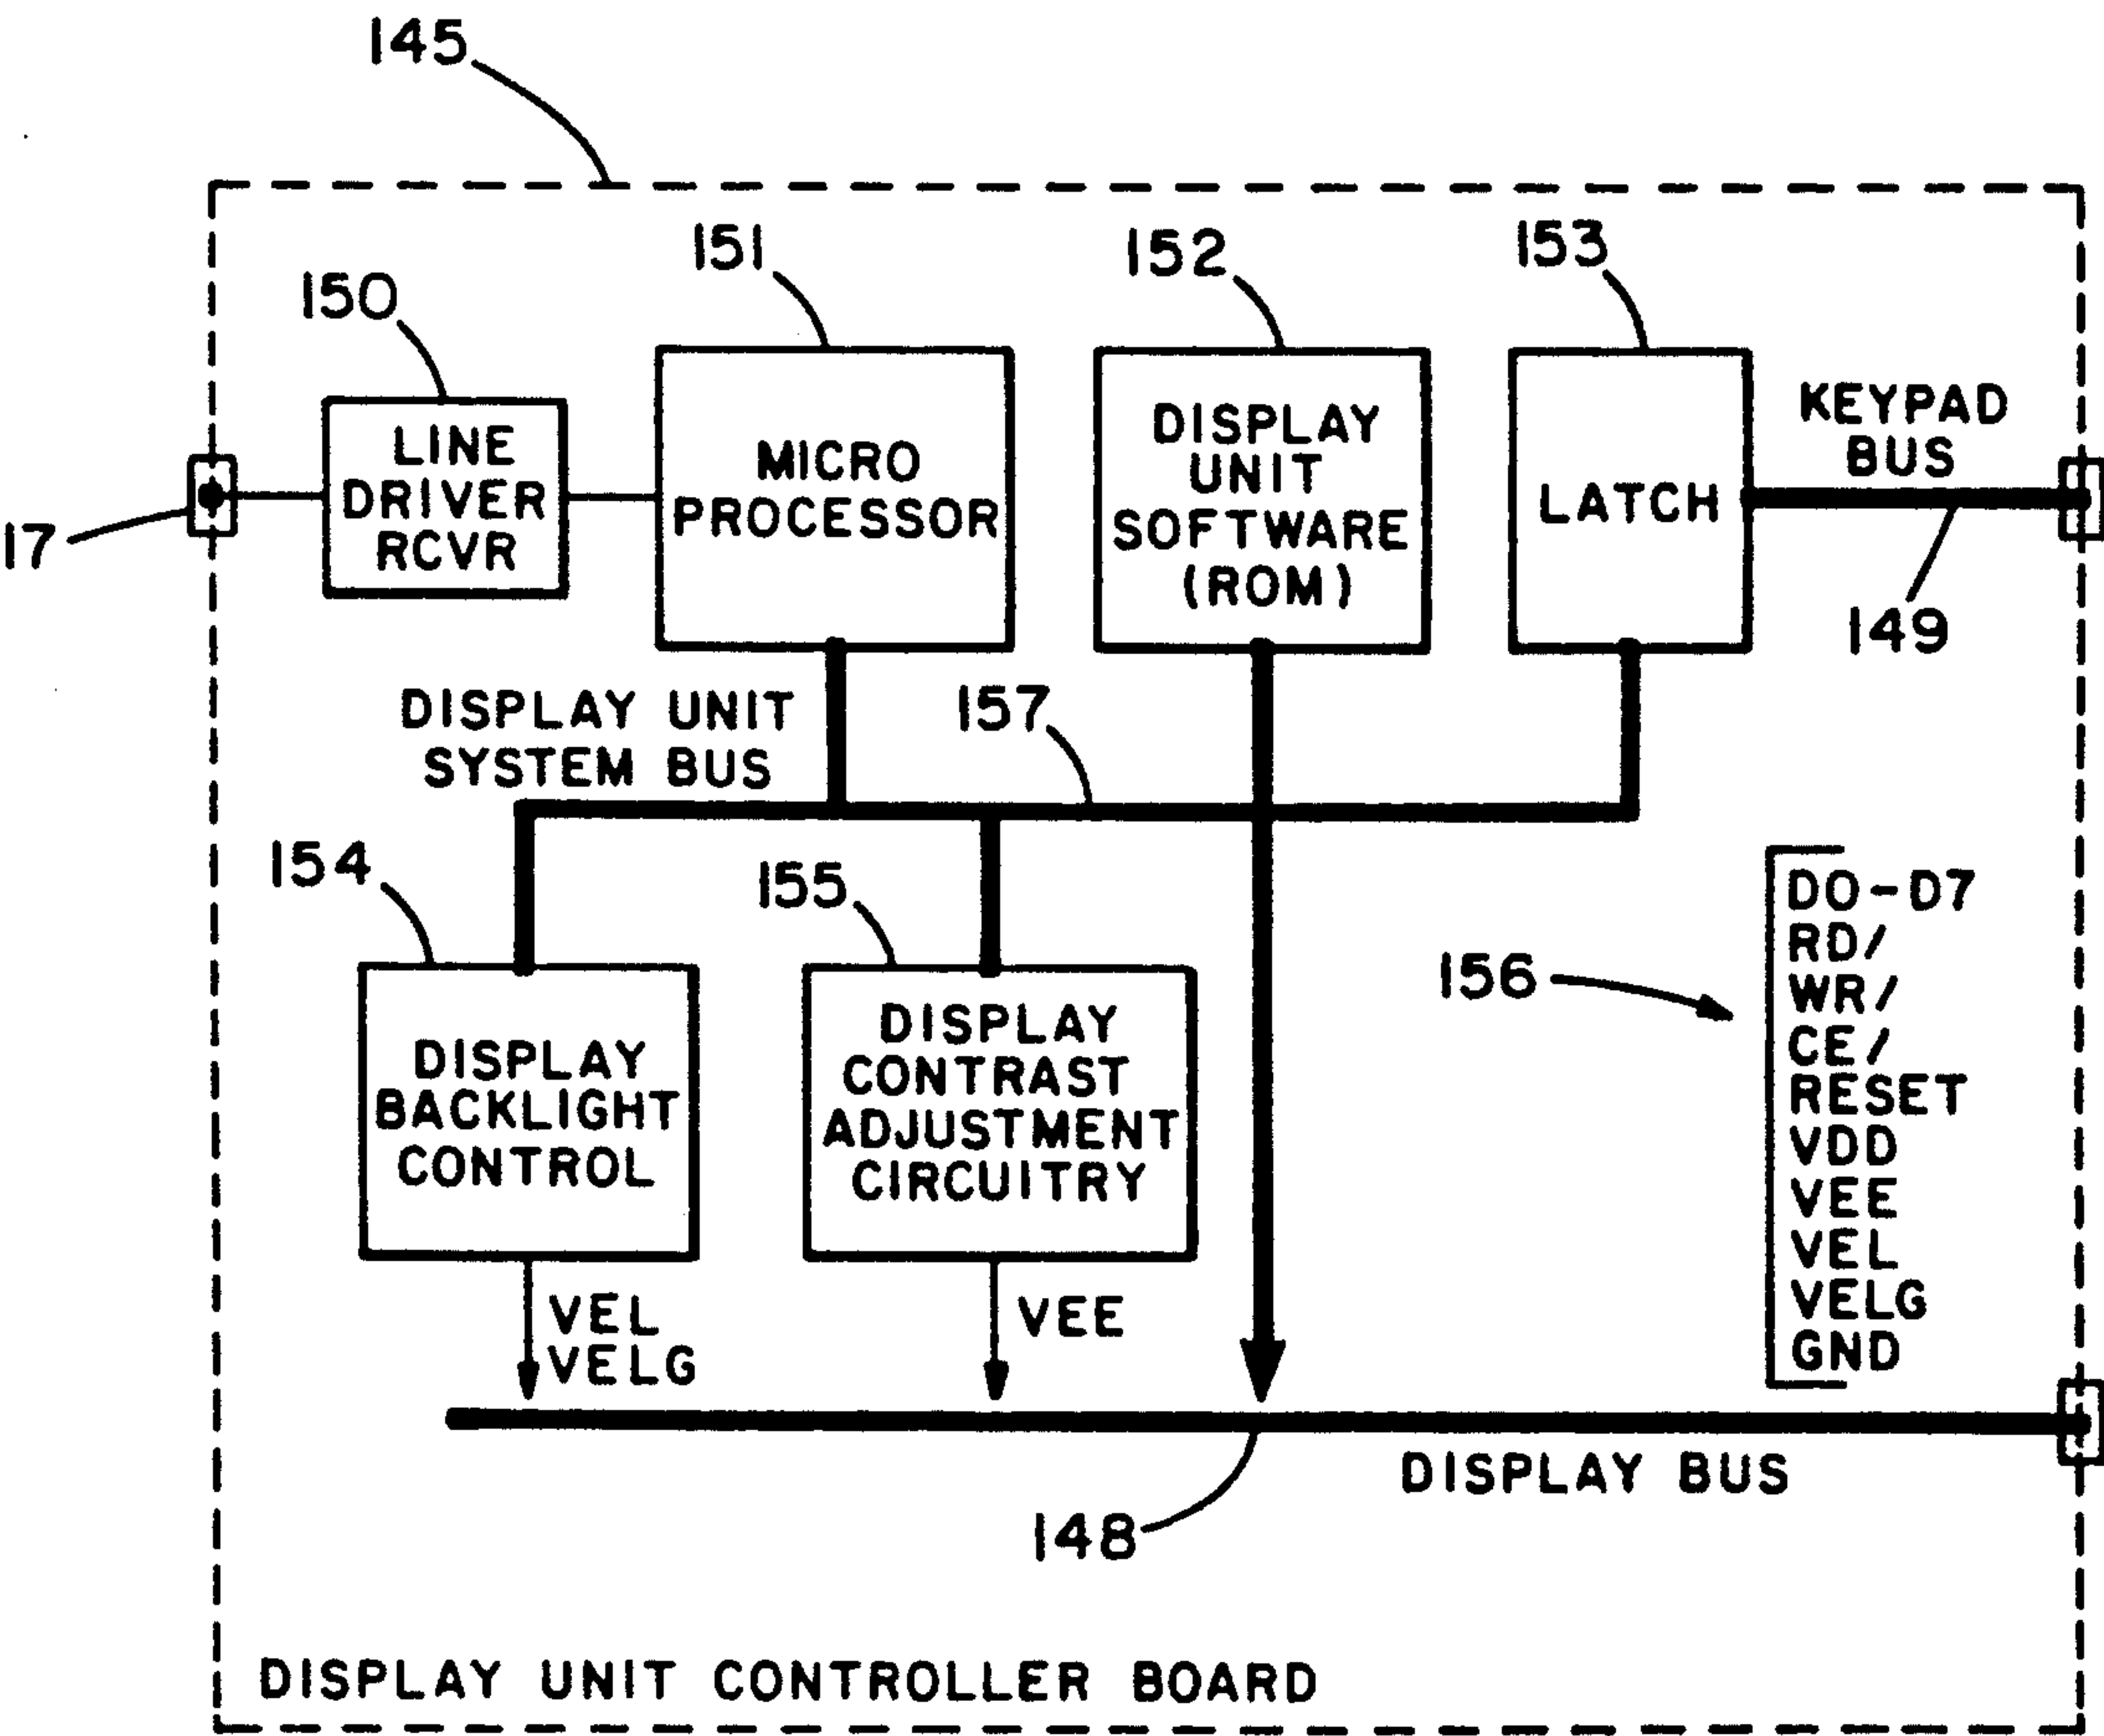 145
151
152
153
150
LINE
DRIVER
RCVR
MICRO
PROCESSOR
DISPLAY
UNIT
SOFTWARE
(ROM)
LATCH
KEYPAD
BUS
17
149
DISPLAY UNIT
SYSTEM BUS
157
154
155
156
DO-D7
RD/
WR/
CE/
RESET
VDD
VEE
VEL
VELG
GND
DISPLAY
BACKLIGHT
CONTROL
DISPLAY
CONTRAST
ADJUSTMENT
CIRCUITRY
VEL
VELG
VEE
DISPLAY BUS
148
DISPLAY UNIT CONTROLLER BOARD